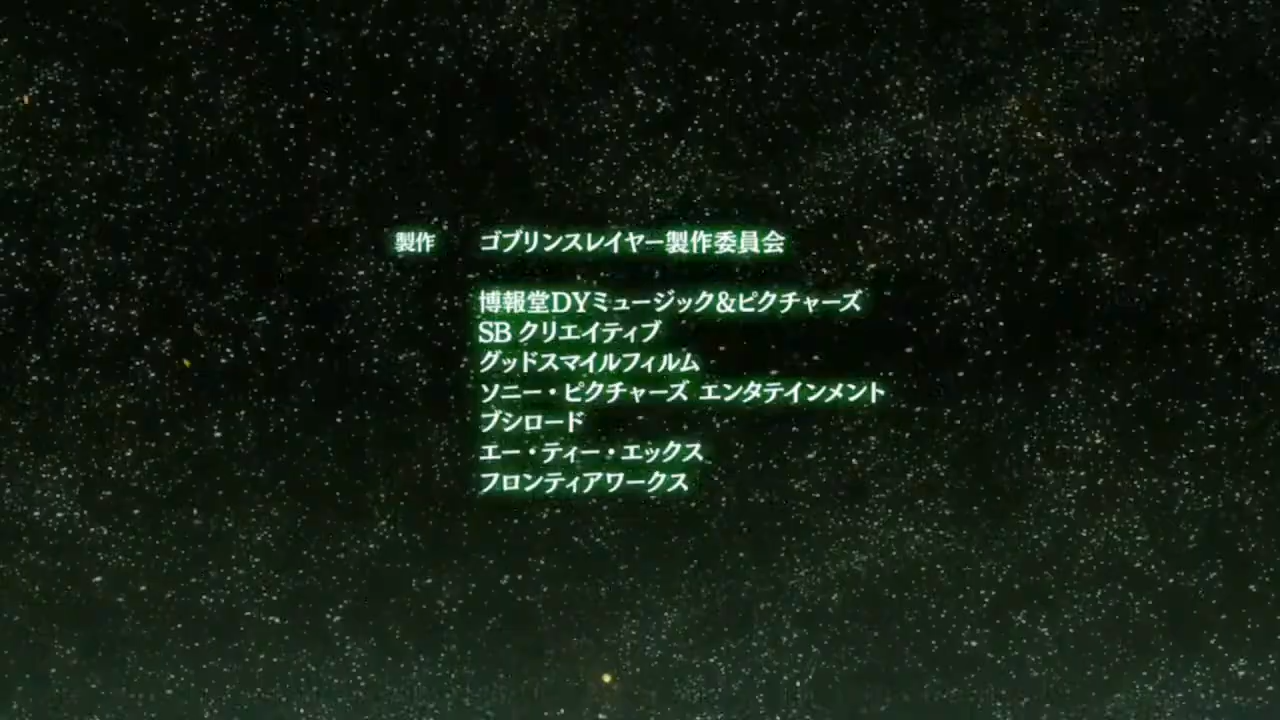 製作 ゴブリンスレイヤー製作委員会
博報堂DYミュージック&ピクチャーズ
SB クリエイティブ
グッドスマイルフィルム
ソニー・ピクチャーズ エンタテインメント
ブシロード
エー・ティー・エックス
フロンティアワークス